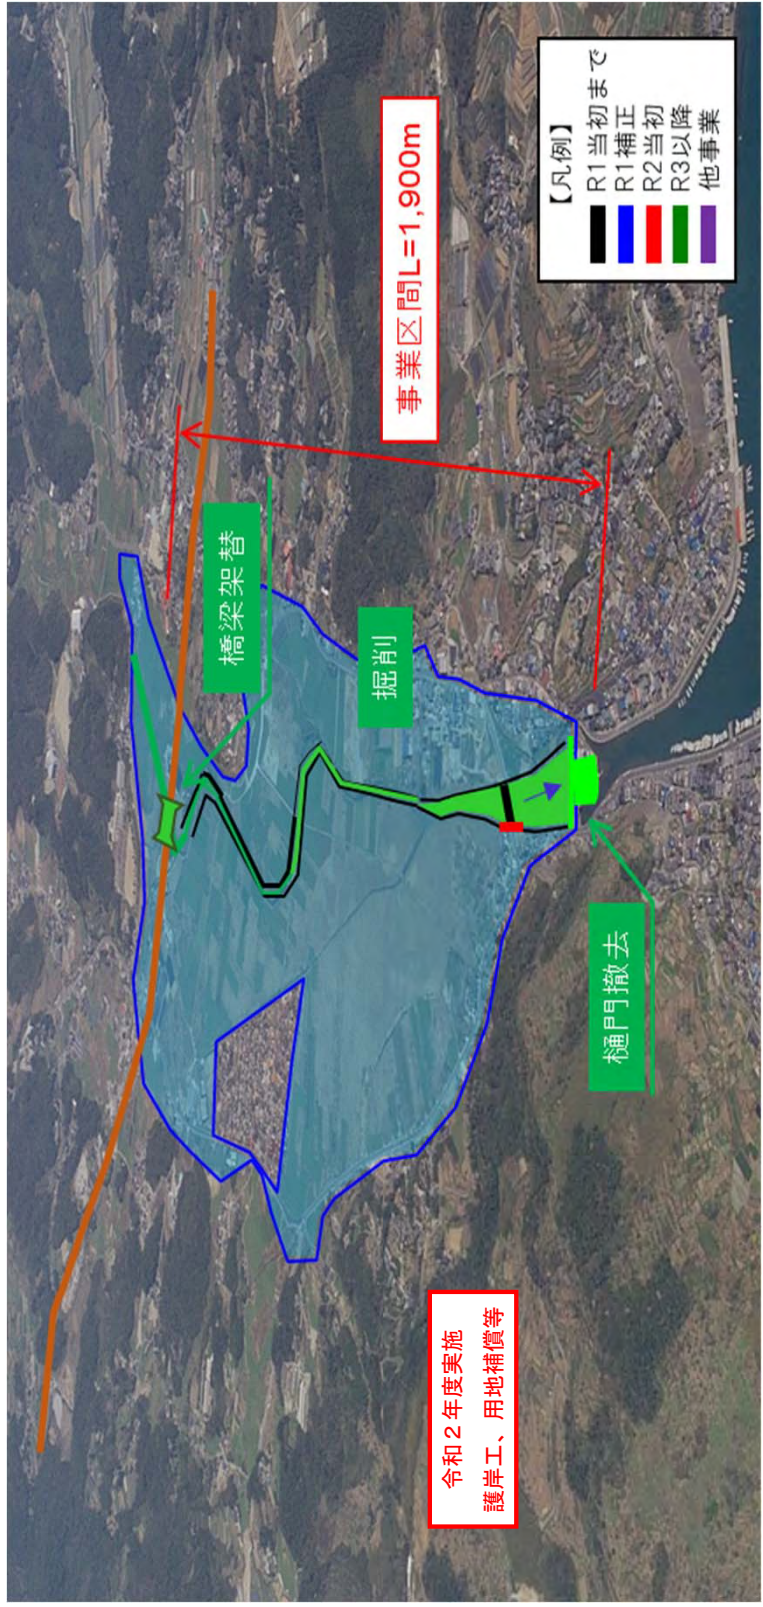 事業区間L=1,900m
【凡例】
R1当初まで
R1補正
R2当初
R3以降
他事業
橋梁架替
掘削
樋門撤去
令和2年度実施
護岸工、用地補償等